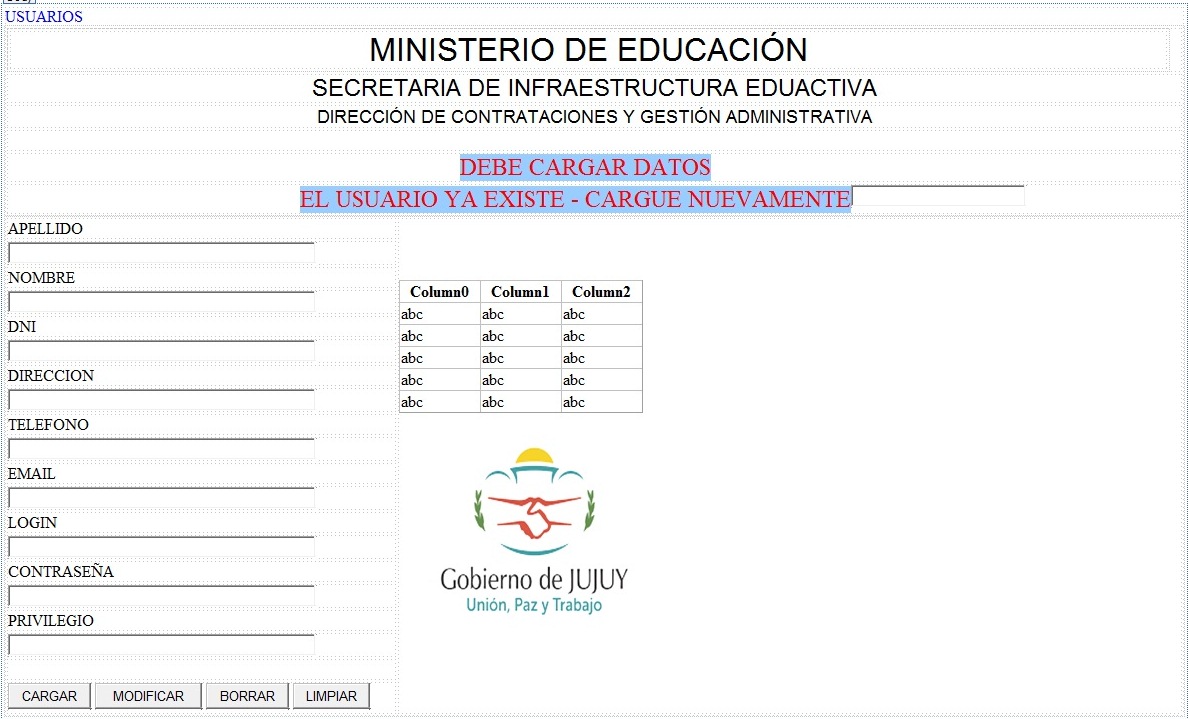 USUARIOS
MINISTERIO DE EDUCACIÓN
SECRETARIA DE INFRAESTRUCTURA EDUACTIVA
DIRECCIÓN DE CONTRATACIONES Y GESTIÓN ADMINISTRATIVA
DEBE CARGAR DATOS
EL USUARIO YA EXISTE - CARGUE NUEVAMENTE
APELLIDO
NOMBRE
DNI
DIRECCION
TELEFONO
EMAIL
LOGIN
CONTRASEÑA
PRIVILEGIO
CARGAR MODIFICAR BORRAR LIMPIAR
Column0 Column1 Column2
abc abc abc
abc abc abc
abc abc abc
abc abc abc
abc abc abc
Gobierno de JUJUY
Unión, Paz y Trabajo